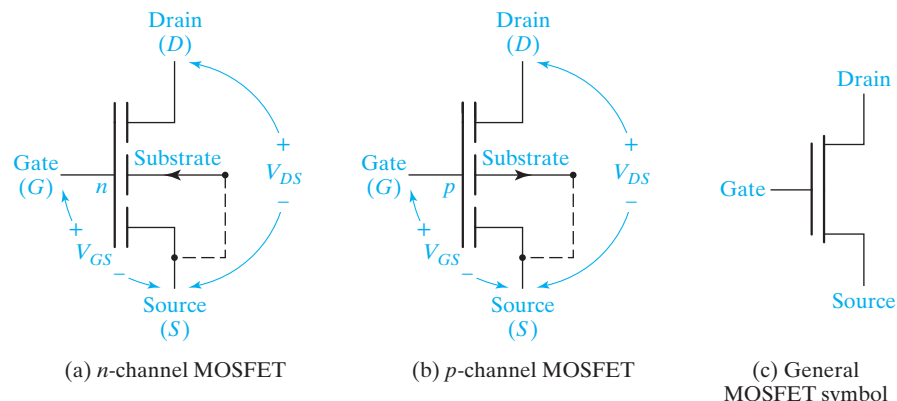 Drain
(D)
Gate
(G)
n
Substrate
+
V_DS
−
+
V_GS
−
Source
(S)
(a) n-channel MOSFET
Drain
(D)
Gate
(G)
p
Substrate
+
V_DS
−
+
V_GS
−
Source
(S)
(b) p-channel MOSFET
Drain
Gate
Source
(c) General
MOSFET symbol